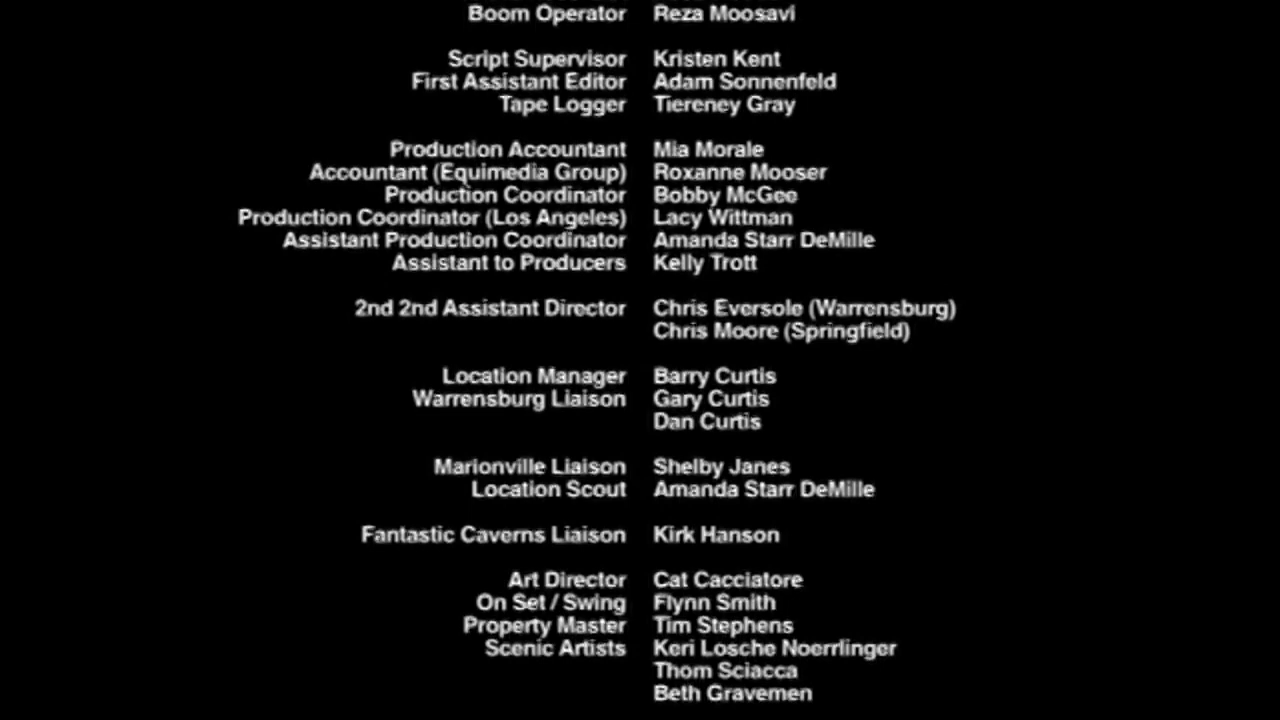 Boom Operator Reza Moosavi
Script Supervisor Kristen Kent
First Assistant Editor Adam Sonnenfeld
Tape Logger Tiereney Gray
Production Accountant Mia Morale
Accountant (Equimedia Group) Roxanne Mooser
Production Coordinator Bobby McGee
Production Coordinator (Los Angeles) Lacy Wittman
Assistant Production Coordinator Amanda Starr DeMille
Assistant to Producers Kelly Trott
2nd 2nd Assistant Director Chris Eversole (Warrensburg)
Chris Moore (Springfield)
Location Manager Barry Curtis
Warrensburg Liaison Gary Curtis
Dan Curtis
Marionville Liaison Shelby Janes
Location Scout Amanda Starr DeMille
Fantastic Caverns Liaison Kirk Hanson
Art Director Cat Cacciatore
On Set / Swing Flynn Smith
Property Master Tim Stephens
Scenic Artists Keri Losche Noerrlinger
Thom Sciacca
Beth Gravemen